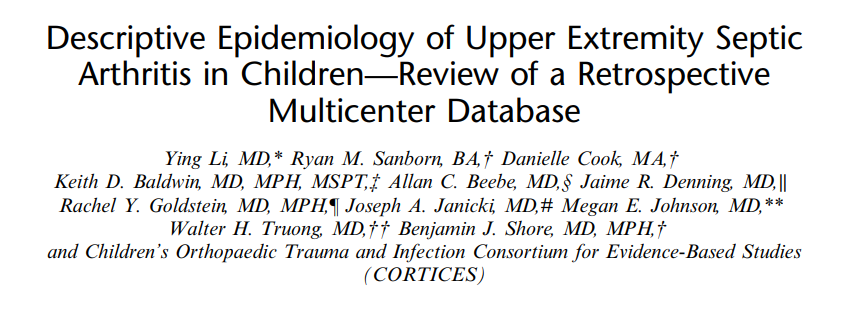 Descriptive Epidemiology of Upper Extremity Septic
Arthritis in Children—Review of a Retrospective
Multicenter Database
Ying Li, MD,* Ryan M. Sanborn, BA,† Danielle Cook, MA,†
Keith D. Baldwin, MD, MPH, MSPT,‡ Allan C. Beebe, MD,§ Jaime R. Denning, MD,∥
Rachel Y. Goldstein, MD, MPH,¶ Joseph A. Janicki, MD,# Megan E. Johnson, MD,**
Walter H. Truong, MD,†† Benjamin J. Shore, MD, MPH,†
and Children's Orthopaedic Trauma and Infection Consortium for Evidence-Based Studies
(CORTICES)